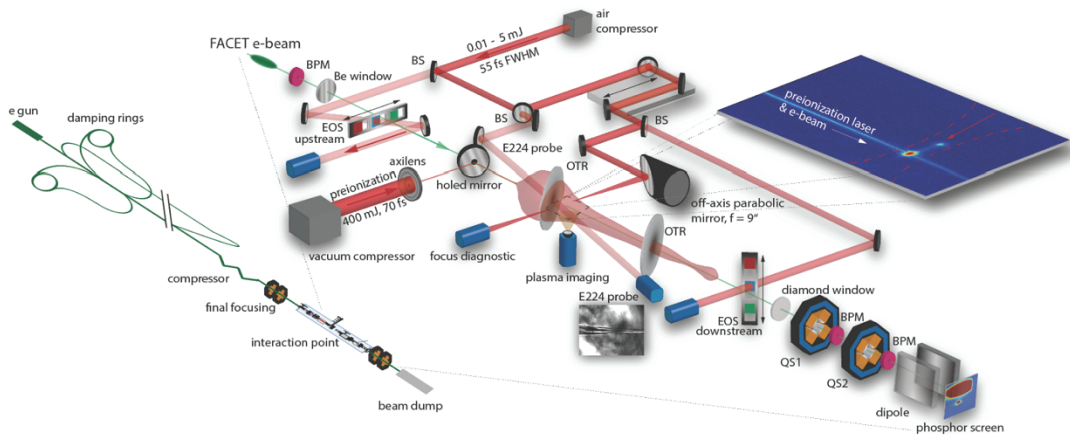 FACET e-beam
BPM
Be window
BS
0.01 - 5 mJ
55 fs FWHM
air
compressor
e gun
damping rings
EOS
upstream
BS
E224 probe
preionization laser
& e-beam
axilens
holed mirror
OTR
BS
preionization
400 mJ, 70 fs
off-axis parabolic
mirror, f = 9"
vacuum compressor
focus diagnostic
OTR
plasma imaging
compressor
final focusing
interaction point
beam dump
E224 probe
EOS
downstream
diamond window
BPM
QS1
BPM
QS2
dipole
phosphor screen